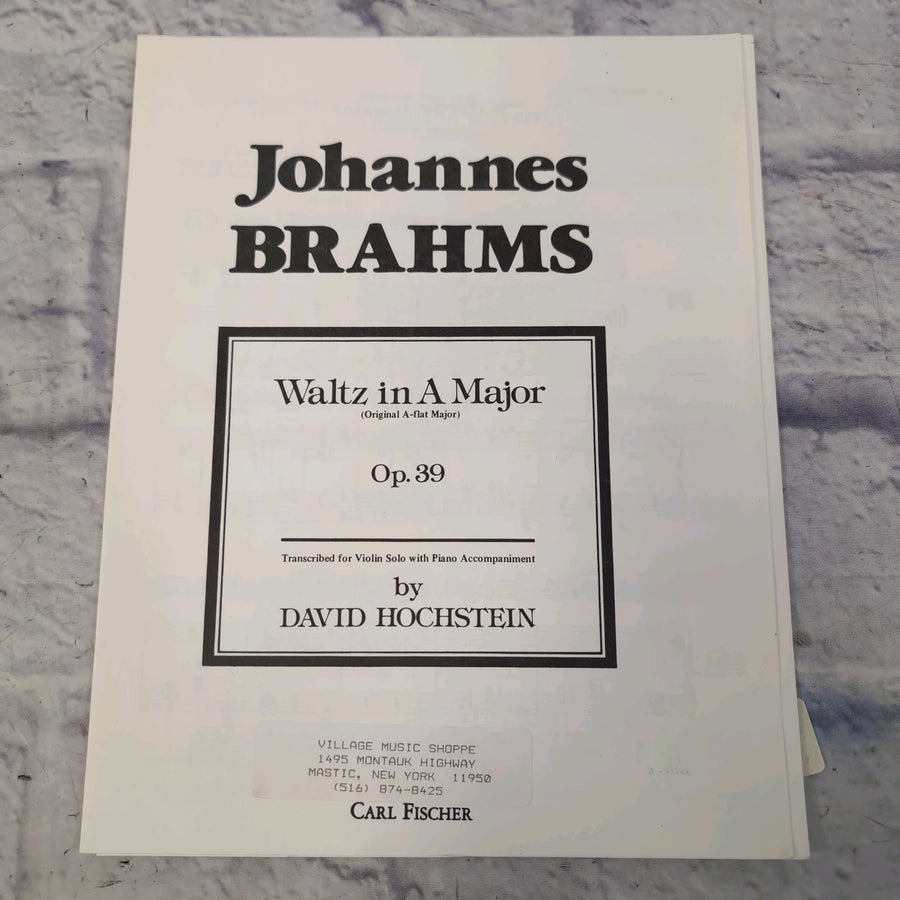 Johannes
BRAHMS
Waltz in A Major
(Original A-flat Major)
Op. 39
Transcribed for Violin Solo with Piano Accompaniment
by
DAVID HOCHSTEIN
VILLAGE MUSIC SHOPPE
1495 MONTAUK HIGHWAY
MASTIC, NEW YORK 11950
(516) 874-8425
CARL FISCHER